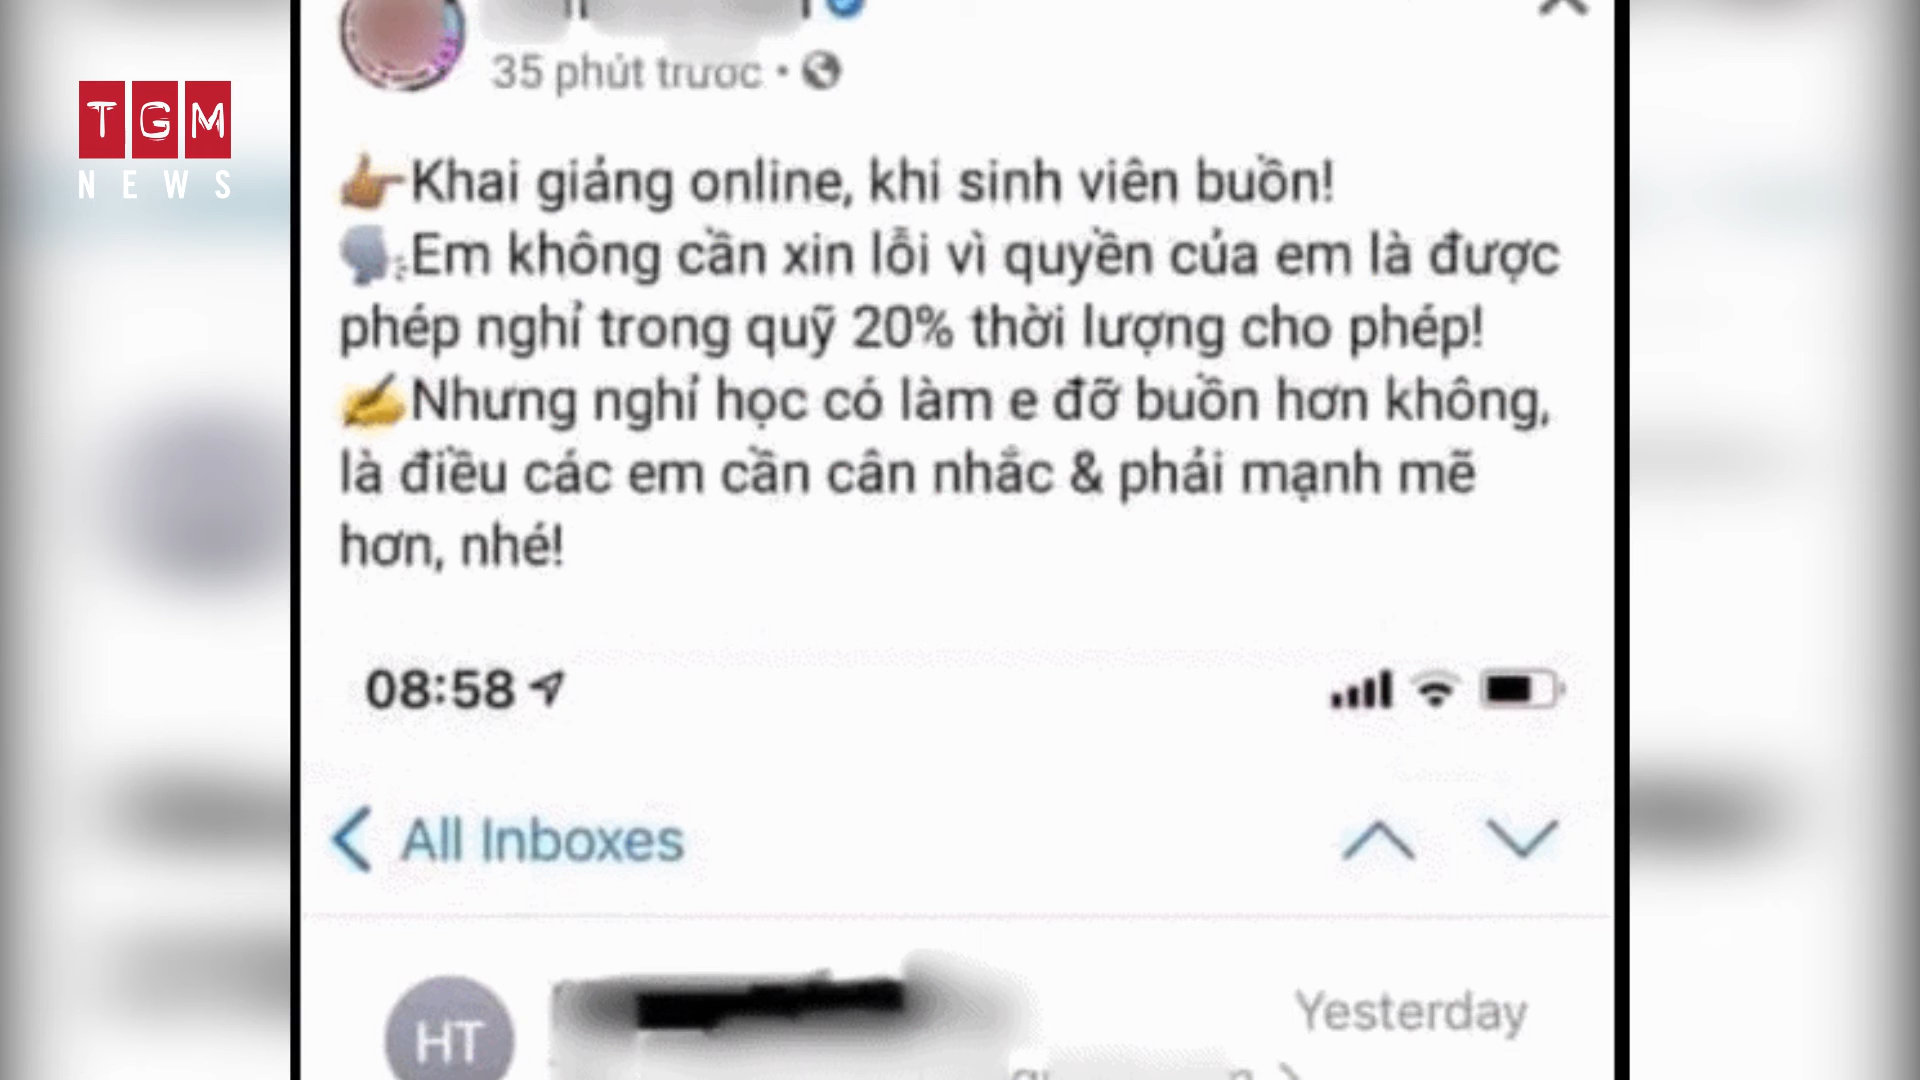 TGM
NEWS
35 phút trước
Khai giảng online, khi sinh viên buồn!
Em không cần xin lỗi vì quyền của em là được
phép nghỉ trong quỹ 20% thời lượng cho phép!
Nhưng nghỉ học có làm e đỡ buồn hơn không,
là điều các em cần cân nhắc & phải mạnh mẽ
hơn, nhé!
08:58
All Inboxes
HT
Yesterday